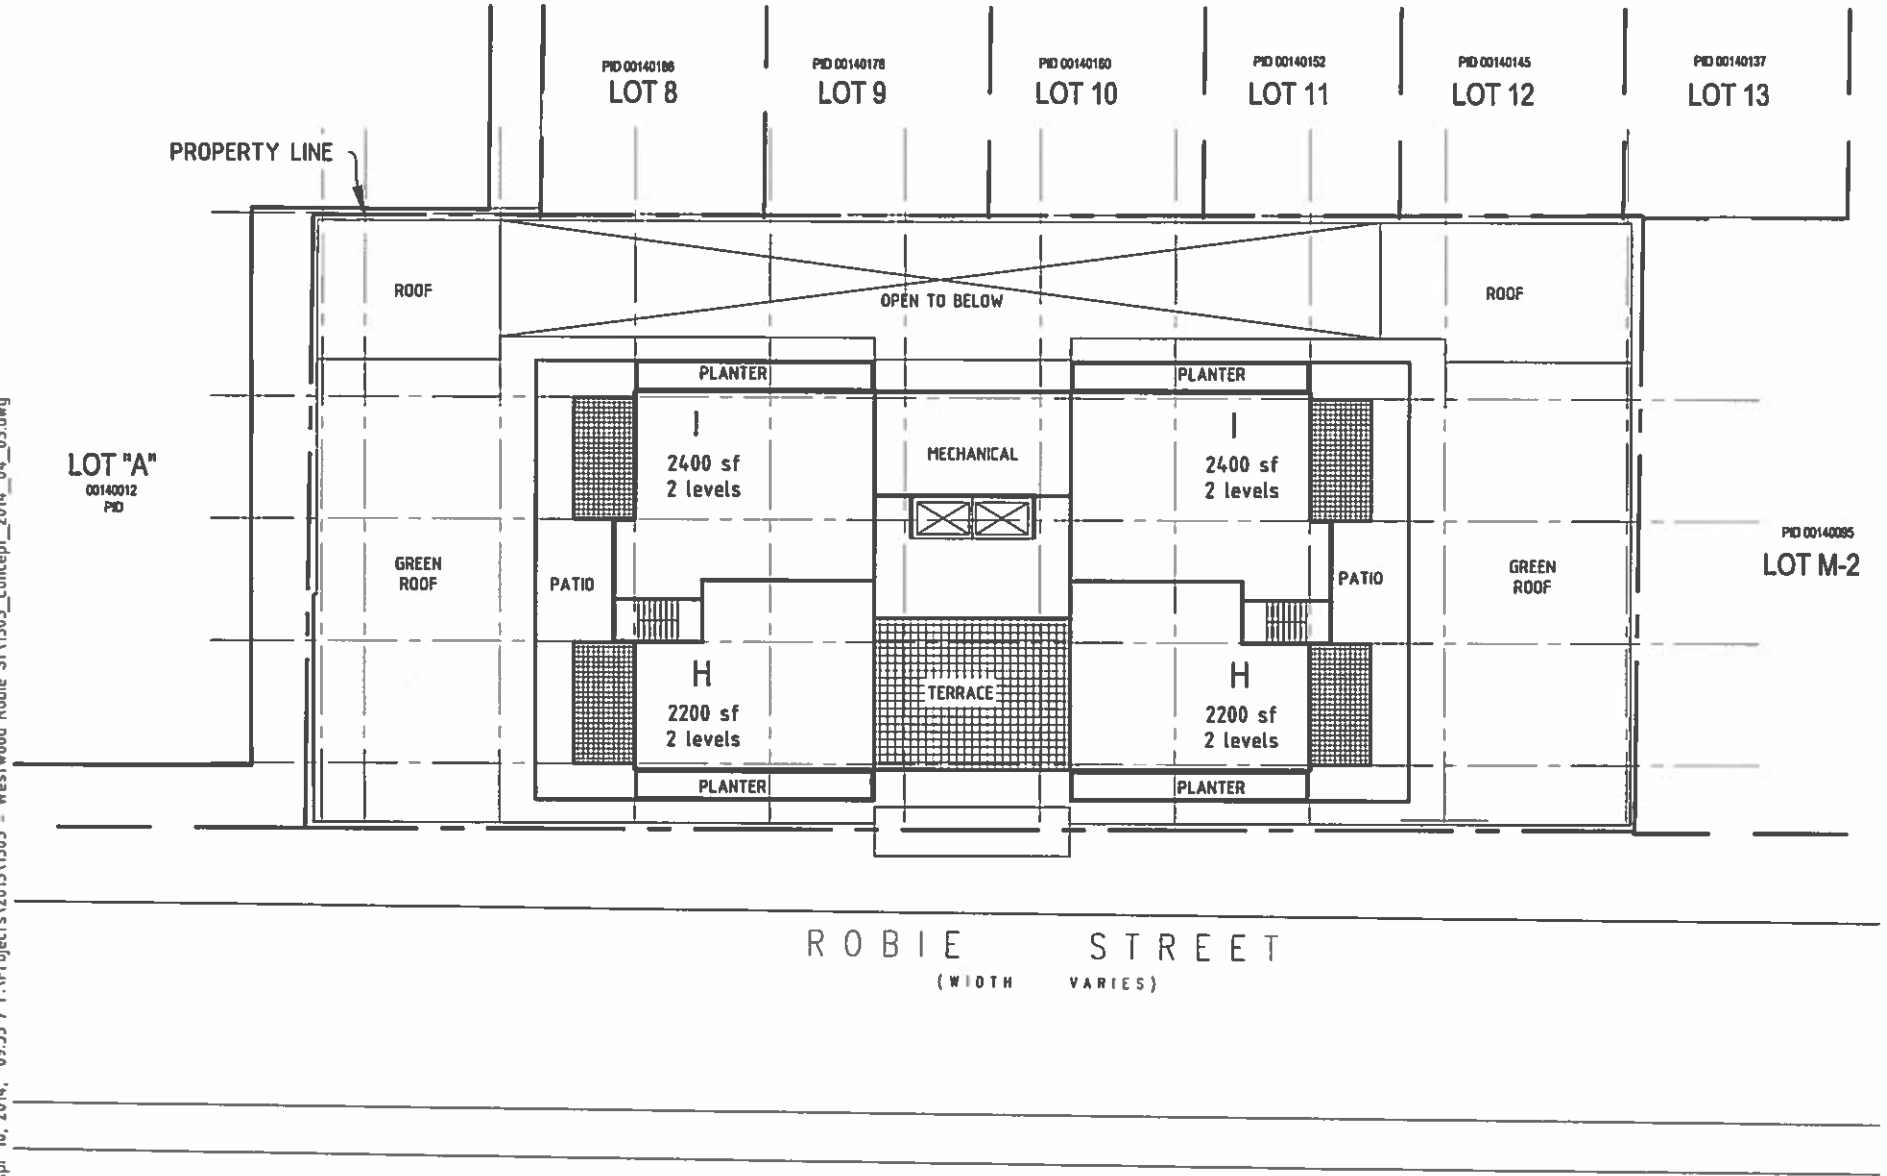 PID 00140186
LOT 8
PID 00140178
LOT 9
PID 00140160
LOT 10
PID 00140152
LOT 11
PID 00140145
LOT 12
PID 00140137
LOT 13
PROPERTY LINE
ROOF
OPEN TO BELOW
ROOF
PLANTER
PLANTER
I
2400 sf
2 levels
MECHANICAL
I
2400 sf
2 levels
LOT "A"
00140012
PID
GREEN
ROOF
PATIO
PATIO
GREEN
ROOF
PID 00140095
LOT M-2
H
2200 sf
2 levels
TERRACE
H
2200 sf
2 levels
PLANTER
PLANTER
ROBIE STREET
(WIDTH VARIES)